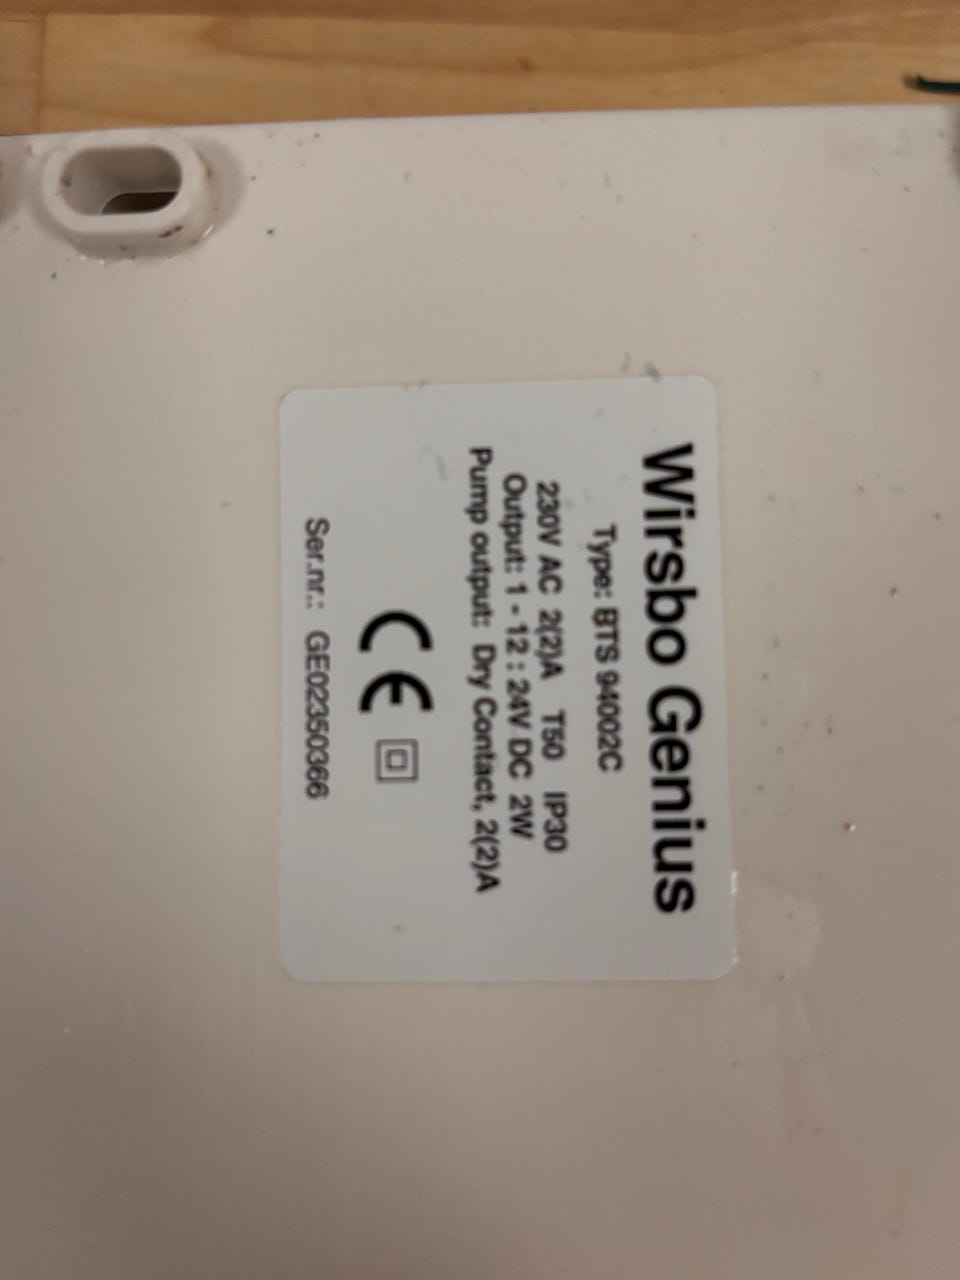 Wirsbo Genius
Type: BTS 94002C
230V AC 2(2)A T50 IP30
Output: 1 - 12 : 24V DC 2W
Pump output: Dry Contact, 2(2)A
CE
Ser.nr.: GE02350366